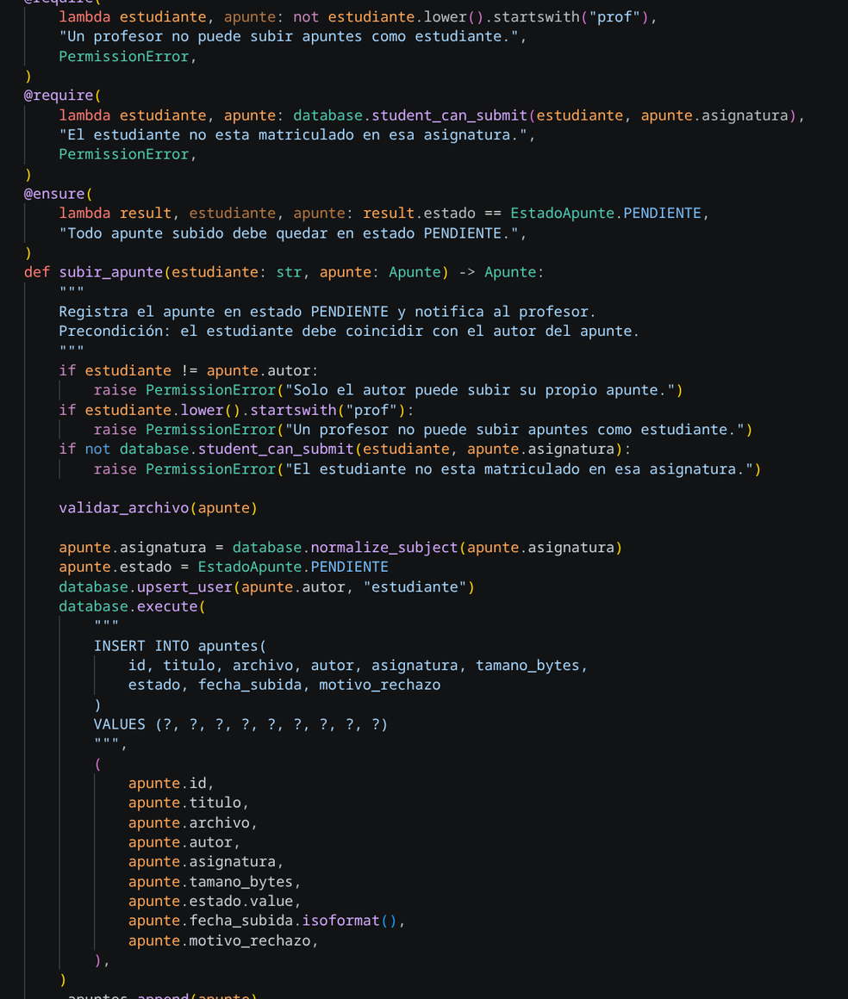 @require(
    lambda estudiante, apunte: not estudiante.lower().startswith("prof"),
    "Un profesor no puede subir apuntes como estudiante.",
    PermissionError,
)
@require(
    lambda estudiante, apunte: database.student_can_submit(estudiante, apunte.asignatura),
    "El estudiante no esta matriculado en esa asignatura.",
    PermissionError,
)
@ensure(
    lambda result, estudiante, apunte: result.estado == EstadoApunte.PENDIENTE,
    "Todo apunte subido debe quedar en estado PENDIENTE.",
)
def subir_apunte(estudiante: str, apunte: Apunte) -> Apunte:
    """
    Registra el apunte en estado PENDIENTE y notifica al profesor.
    Precondición: el estudiante debe coincidir con el autor del apunte.
    """
    if estudiante != apunte.autor:
        raise PermissionError("Solo el autor puede subir su propio apunte.")
    if estudiante.lower().startswith("prof"):
        raise PermissionError("Un profesor no puede subir apuntes como estudiante.")
    if not database.student_can_submit(estudiante, apunte.asignatura):
        raise PermissionError("El estudiante no esta matriculado en esa asignatura.")

    validar_archivo(apunte)

    apunte.asignatura = database.normalize_subject(apunte.asignatura)
    apunte.estado = EstadoApunte.PENDIENTE
    database.upsert_user(apunte.autor, "estudiante")
    database.execute(
        """
        INSERT INTO apuntes(
            id, titulo, archivo, autor, asignatura, tamano_bytes,
            estado, fecha_subida, motivo_rechazo
        )
        VALUES (?, ?, ?, ?, ?, ?, ?, ?, ?)
        """,
        (
            apunte.id,
            apunte.titulo,
            apunte.archivo,
            apunte.autor,
            apunte.asignatura,
            apunte.tamano_bytes,
            apunte.estado.value,
            apunte.fecha_subida.isoformat(),
            apunte.motivo_rechazo,
        ),
    )
    _apuntes.append(apunte)